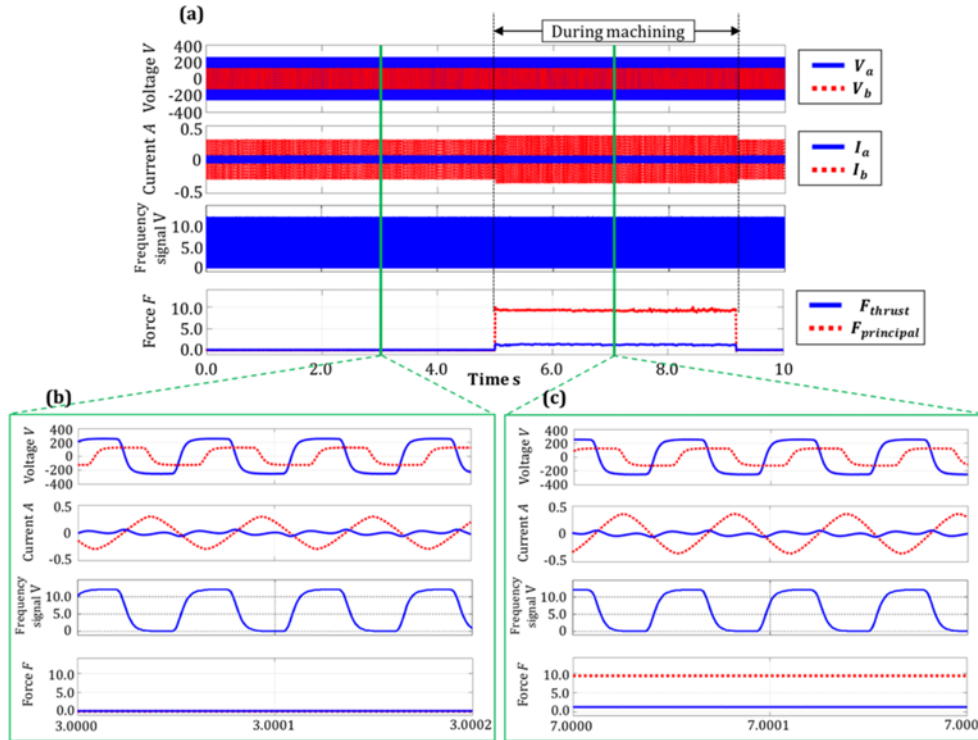 (a)
During machining
Voltage V
400
200
0
-200
-400
V_a
V_b
Current A
0.5
0
-0.5
I_a
I_b
Frequency
signal V
10.0
5.0
0.0
Force F
10.0
5.0
0.0
F_thrust
F_principal
0.0 2.0 4.0 6.0 8.0 10
Time s
(b)
Voltage V
400
200
0
-200
-400
Current A
0.5
0
-0.5
Frequency
signal V
10.0
0
Force F
10.0
5.0
0.0
3.0000 3.0001 3.0002
(c)
Voltage V
400
200
0
-200
-400
Current A
0.5
0
-0.5
Frequency
signal V
10.0
0
Force F
10.0
5.0
0.0
7.0000 7.0001 7.000